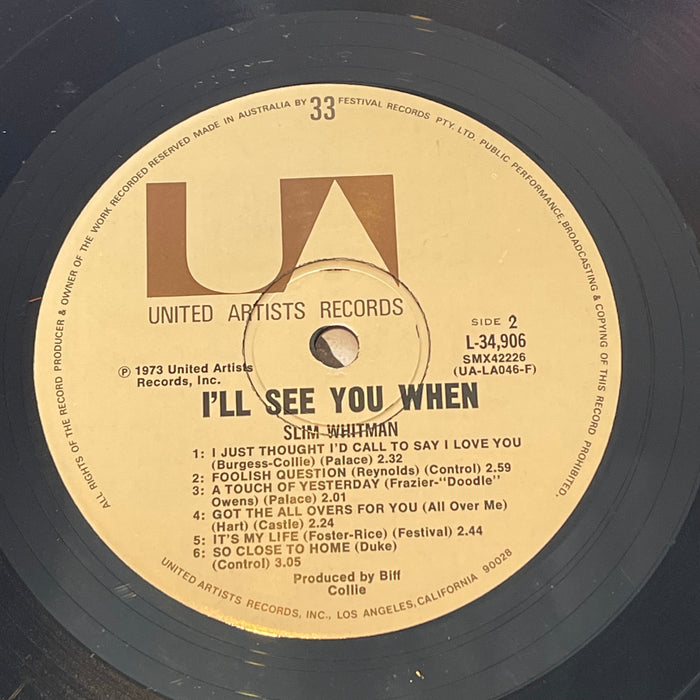 ALL RIGHTS OF THE RECORD PRODUCER & OWNER OF THE WORK RECORDED RESERVED MADE IN AUSTRALIA BY 33 FESTIVAL RECORDS PTY. LTD. PUBLIC PERFORMANCE, BROADCASTING & COPYING OF THIS RECORD PROHIBITED.
UA
UNITED ARTISTS RECORDS
SIDE 2
L-34,906
SMX42226
(UA-LA046-F)
℗ 1973 United Artists
Records, Inc.
I'LL SEE YOU WHEN
SLIM WHITMAN
1: I JUST THOUGHT I'D CALL TO SAY I LOVE YOU
(Burgess-Collie) (Palace) 2.32
2: FOOLISH QUESTION (Reynolds) (Control) 2.59
3: A TOUCH OF YESTERDAY (Frazier-"Doodle"
Owens) (Palace) 2.01
4: GOT THE ALL OVERS FOR YOU (All Over Me)
(Hart) (Castle) 2.24
5: IT'S MY LIFE (Foster-Rice) (Festival) 2.44
6: SO CLOSE TO HOME (Duke)
(Control) 3.05
Produced by Biff
Collie
UNITED ARTISTS RECORDS, INC., LOS ANGELES, CALIFORNIA 90028